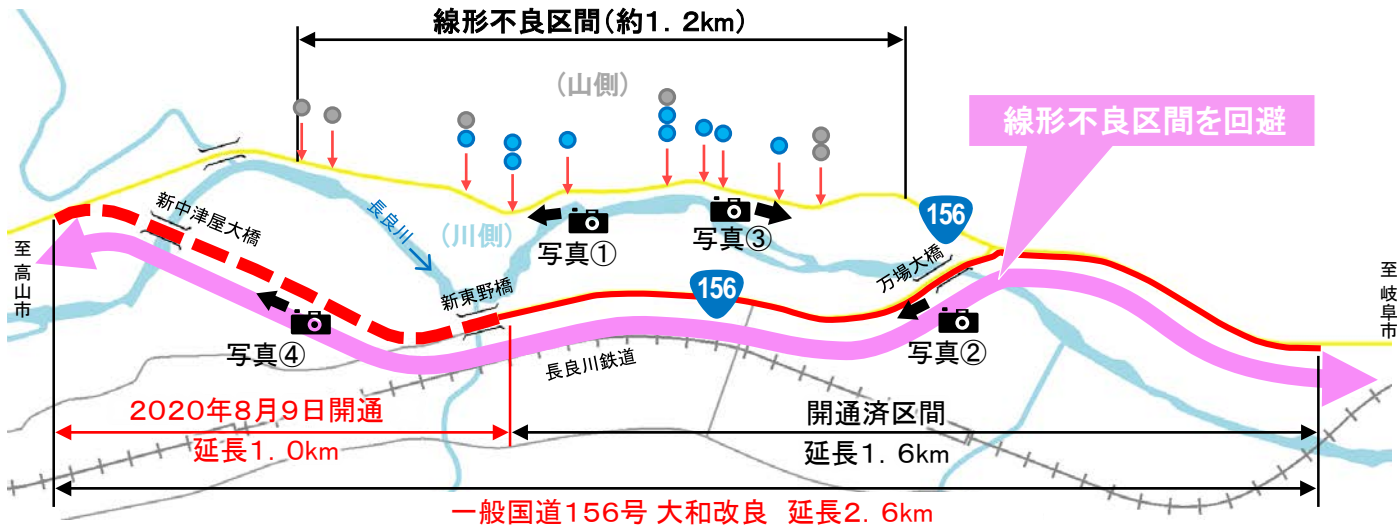 線形不良区間(約1.2km)
(山側)
線形不良区間を回避
156
新中津屋大橋
長良川
(川側)
写真①
写真③
万場大橋
至 高山市
至 岐阜市
新東野橋
156
写真④
写真②
長良川鉄道
2020年8月9日開通
延長1.0km
開通済区間
延長1.6km
一般国道156号 大和改良 延長2.6km